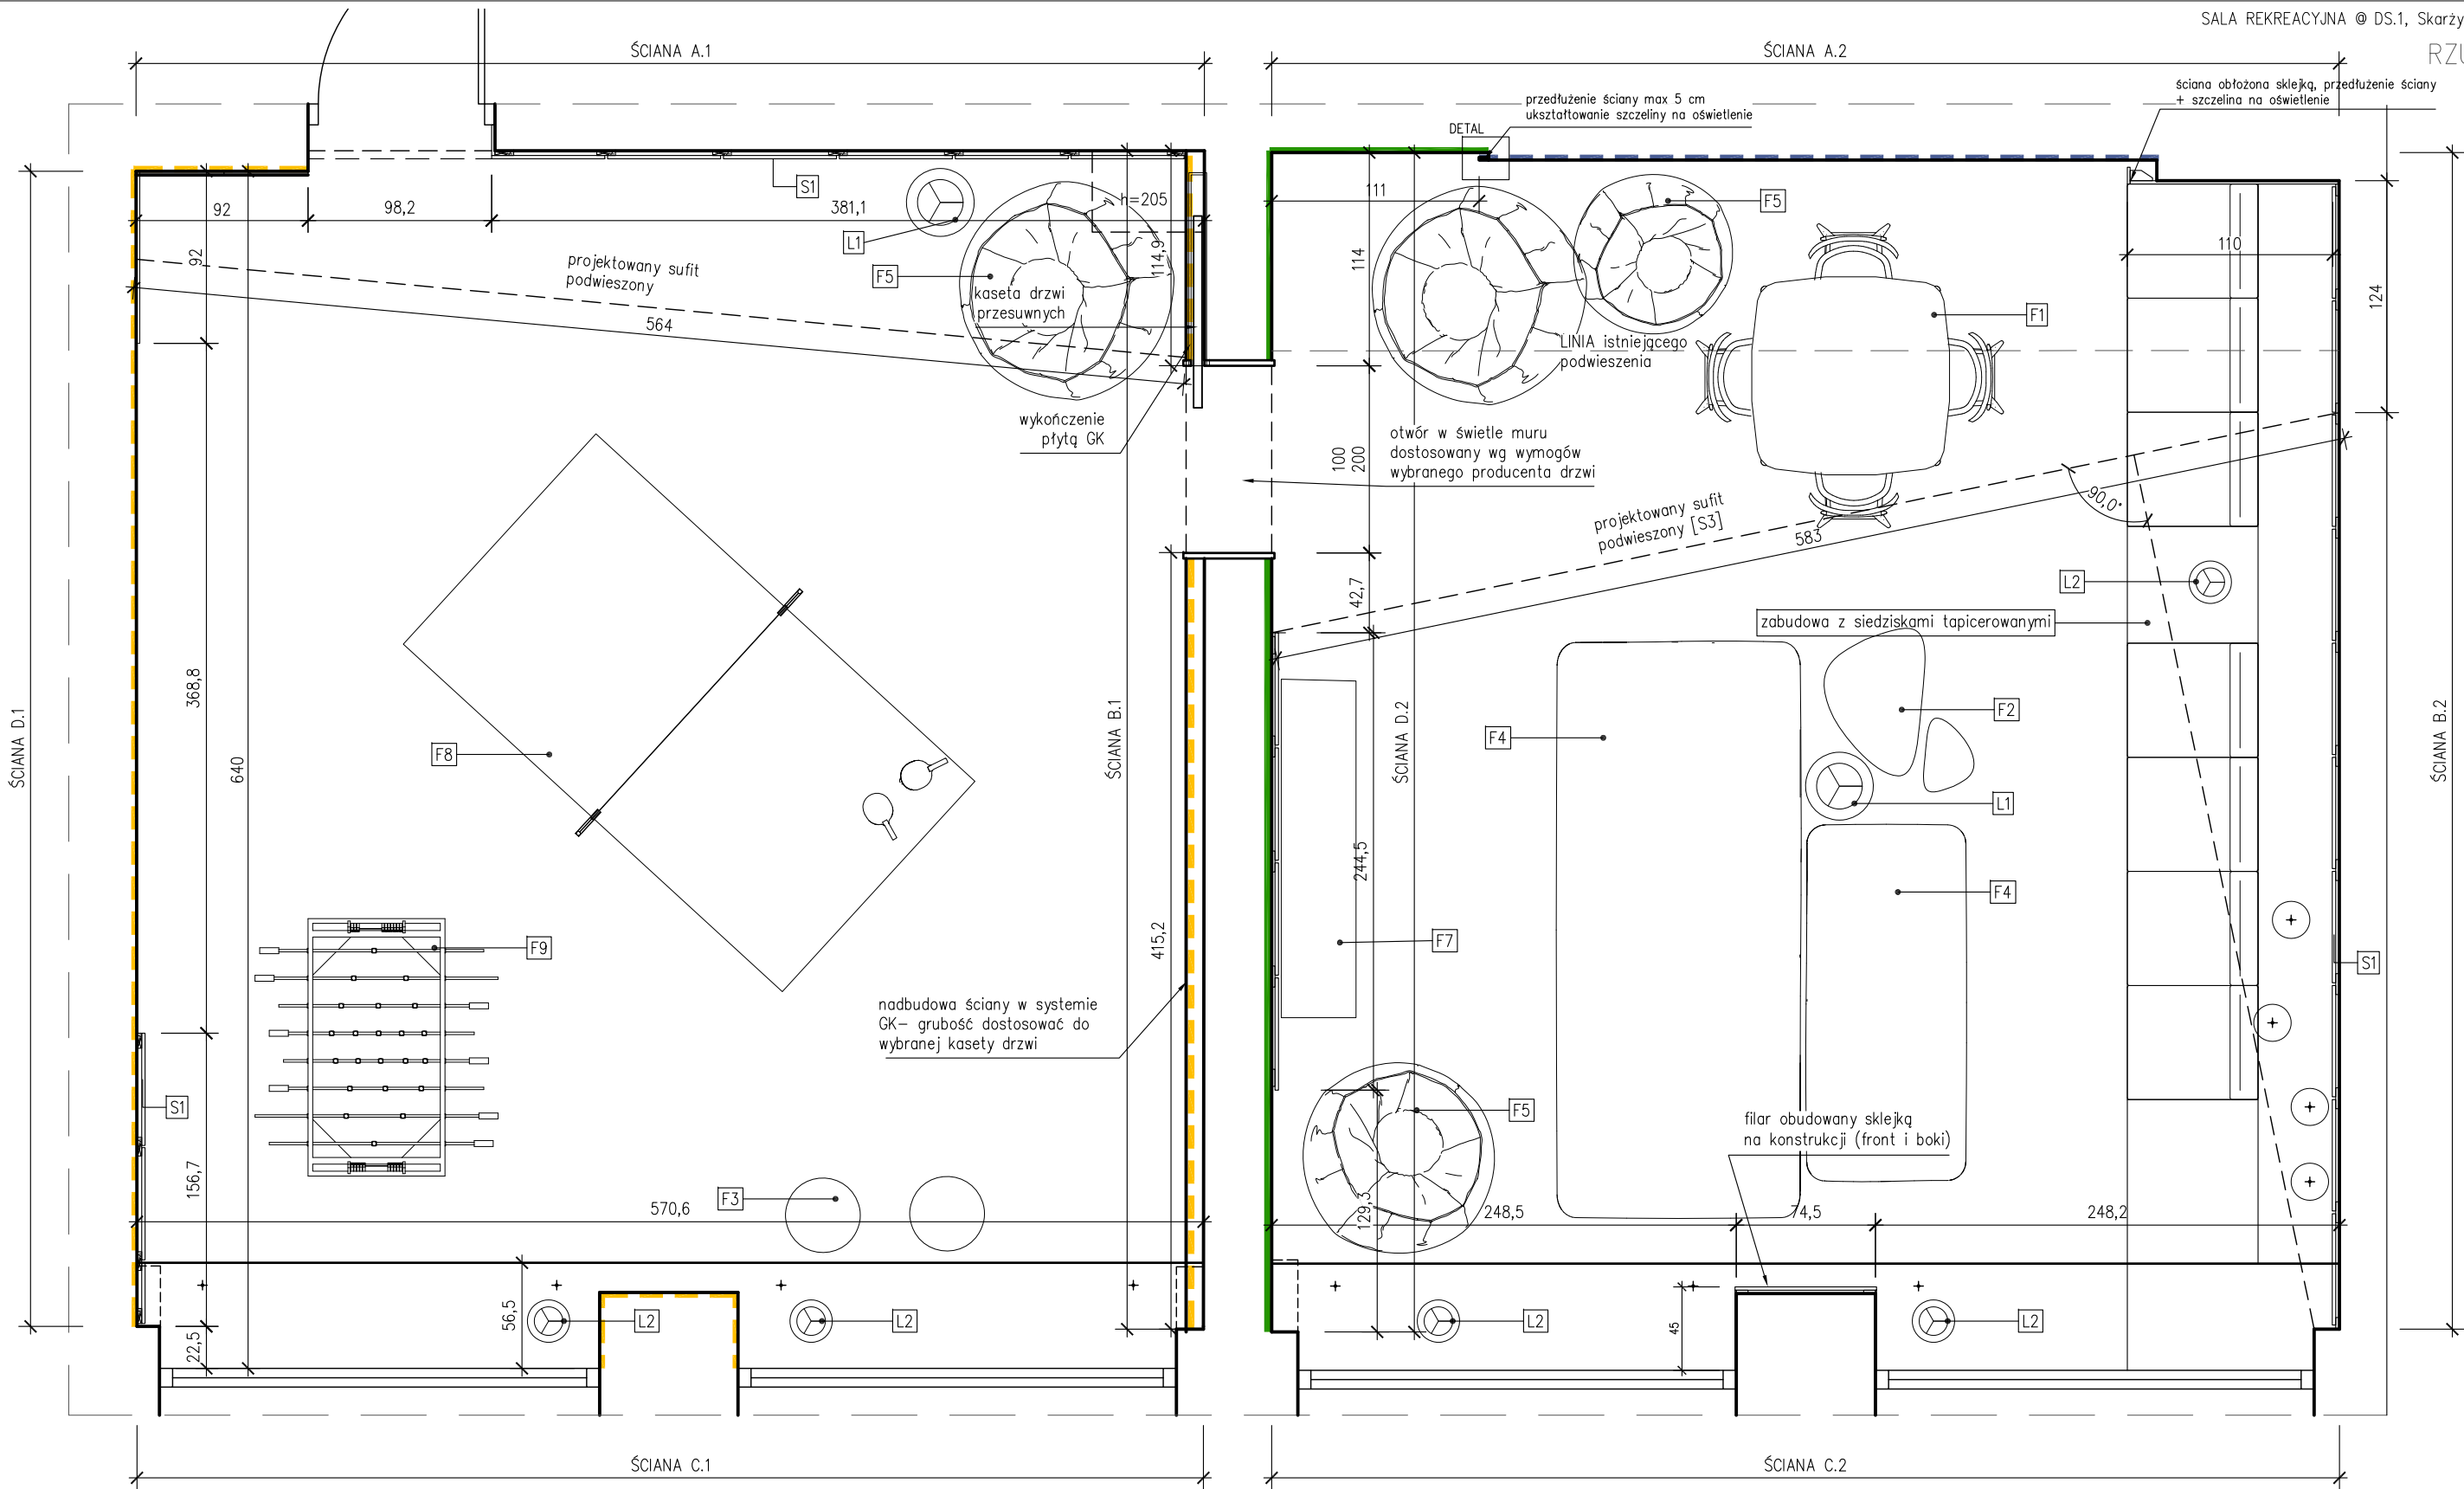 SALA REKREACYJNA @ DS.1, Skarży
RZU
ŚCIANA A.1
ŚCIANA A.2
ściana obłożona sklejką, przedłużenie ściany
+ szczelina na oświetlenie
przedłużenie ściany max 5 cm
ukształtowanie szczeliny na oświetlenie
DETAL
S1
92
98,2
381,1
h=205
111
F5
L1
92
114,9
114
110
124
projektowany sufit
podwieszony
564
F5
kaseta drzwi
przesuwnych
F1
LINIA istniejącego
podwieszenia
wykończenie
płytą GK
otwór w świetle muru
dostosowany wg wymogów
wybranego producenta drzwi
100
200
projektowany sufit
podwieszony [S3]
583
90,0°
42,7
L2
zabudowa z siedziskami tapicerowanymi
368,8
640
ŚCIANA D.1
ŚCIANA B.1
ŚCIANA D.2
ŚCIANA B.2
F8
F4
F2
L1
244,5
F4
415,2
F9
F7
S1
nadbudowa ściany w systemie
GK– grubość dostosować do
wybranej kasety drzwi
S1
F5
filar obudowany sklejką
na konstrukcji (front i boki)
156,7
F3
570,6
129,3
248,5
74,5
248,2
22,5
56,5
L2
L2
L2
45
L2
ŚCIANA C.1
ŚCIANA C.2